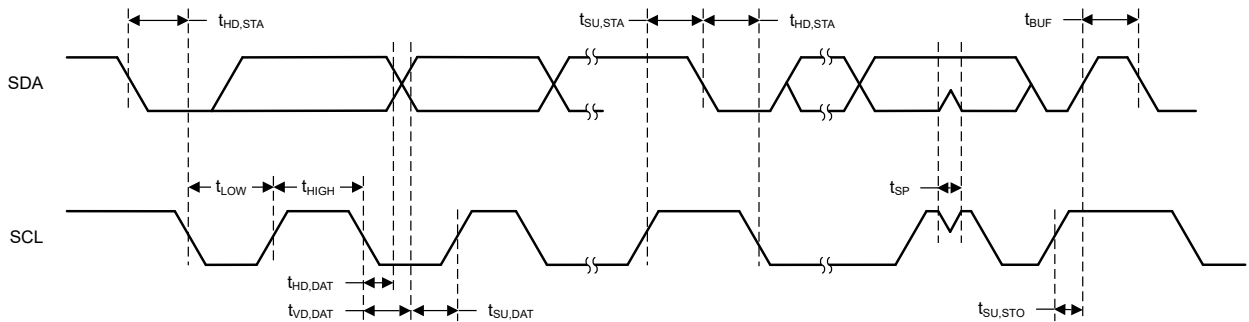 tHD,STA
tSU,STA
tHD,STA
tBUF
SDA
tLOW
tHIGH
tSP
SCL
tHD,DAT
tVD,DAT
tSU,DAT
tSU,STO